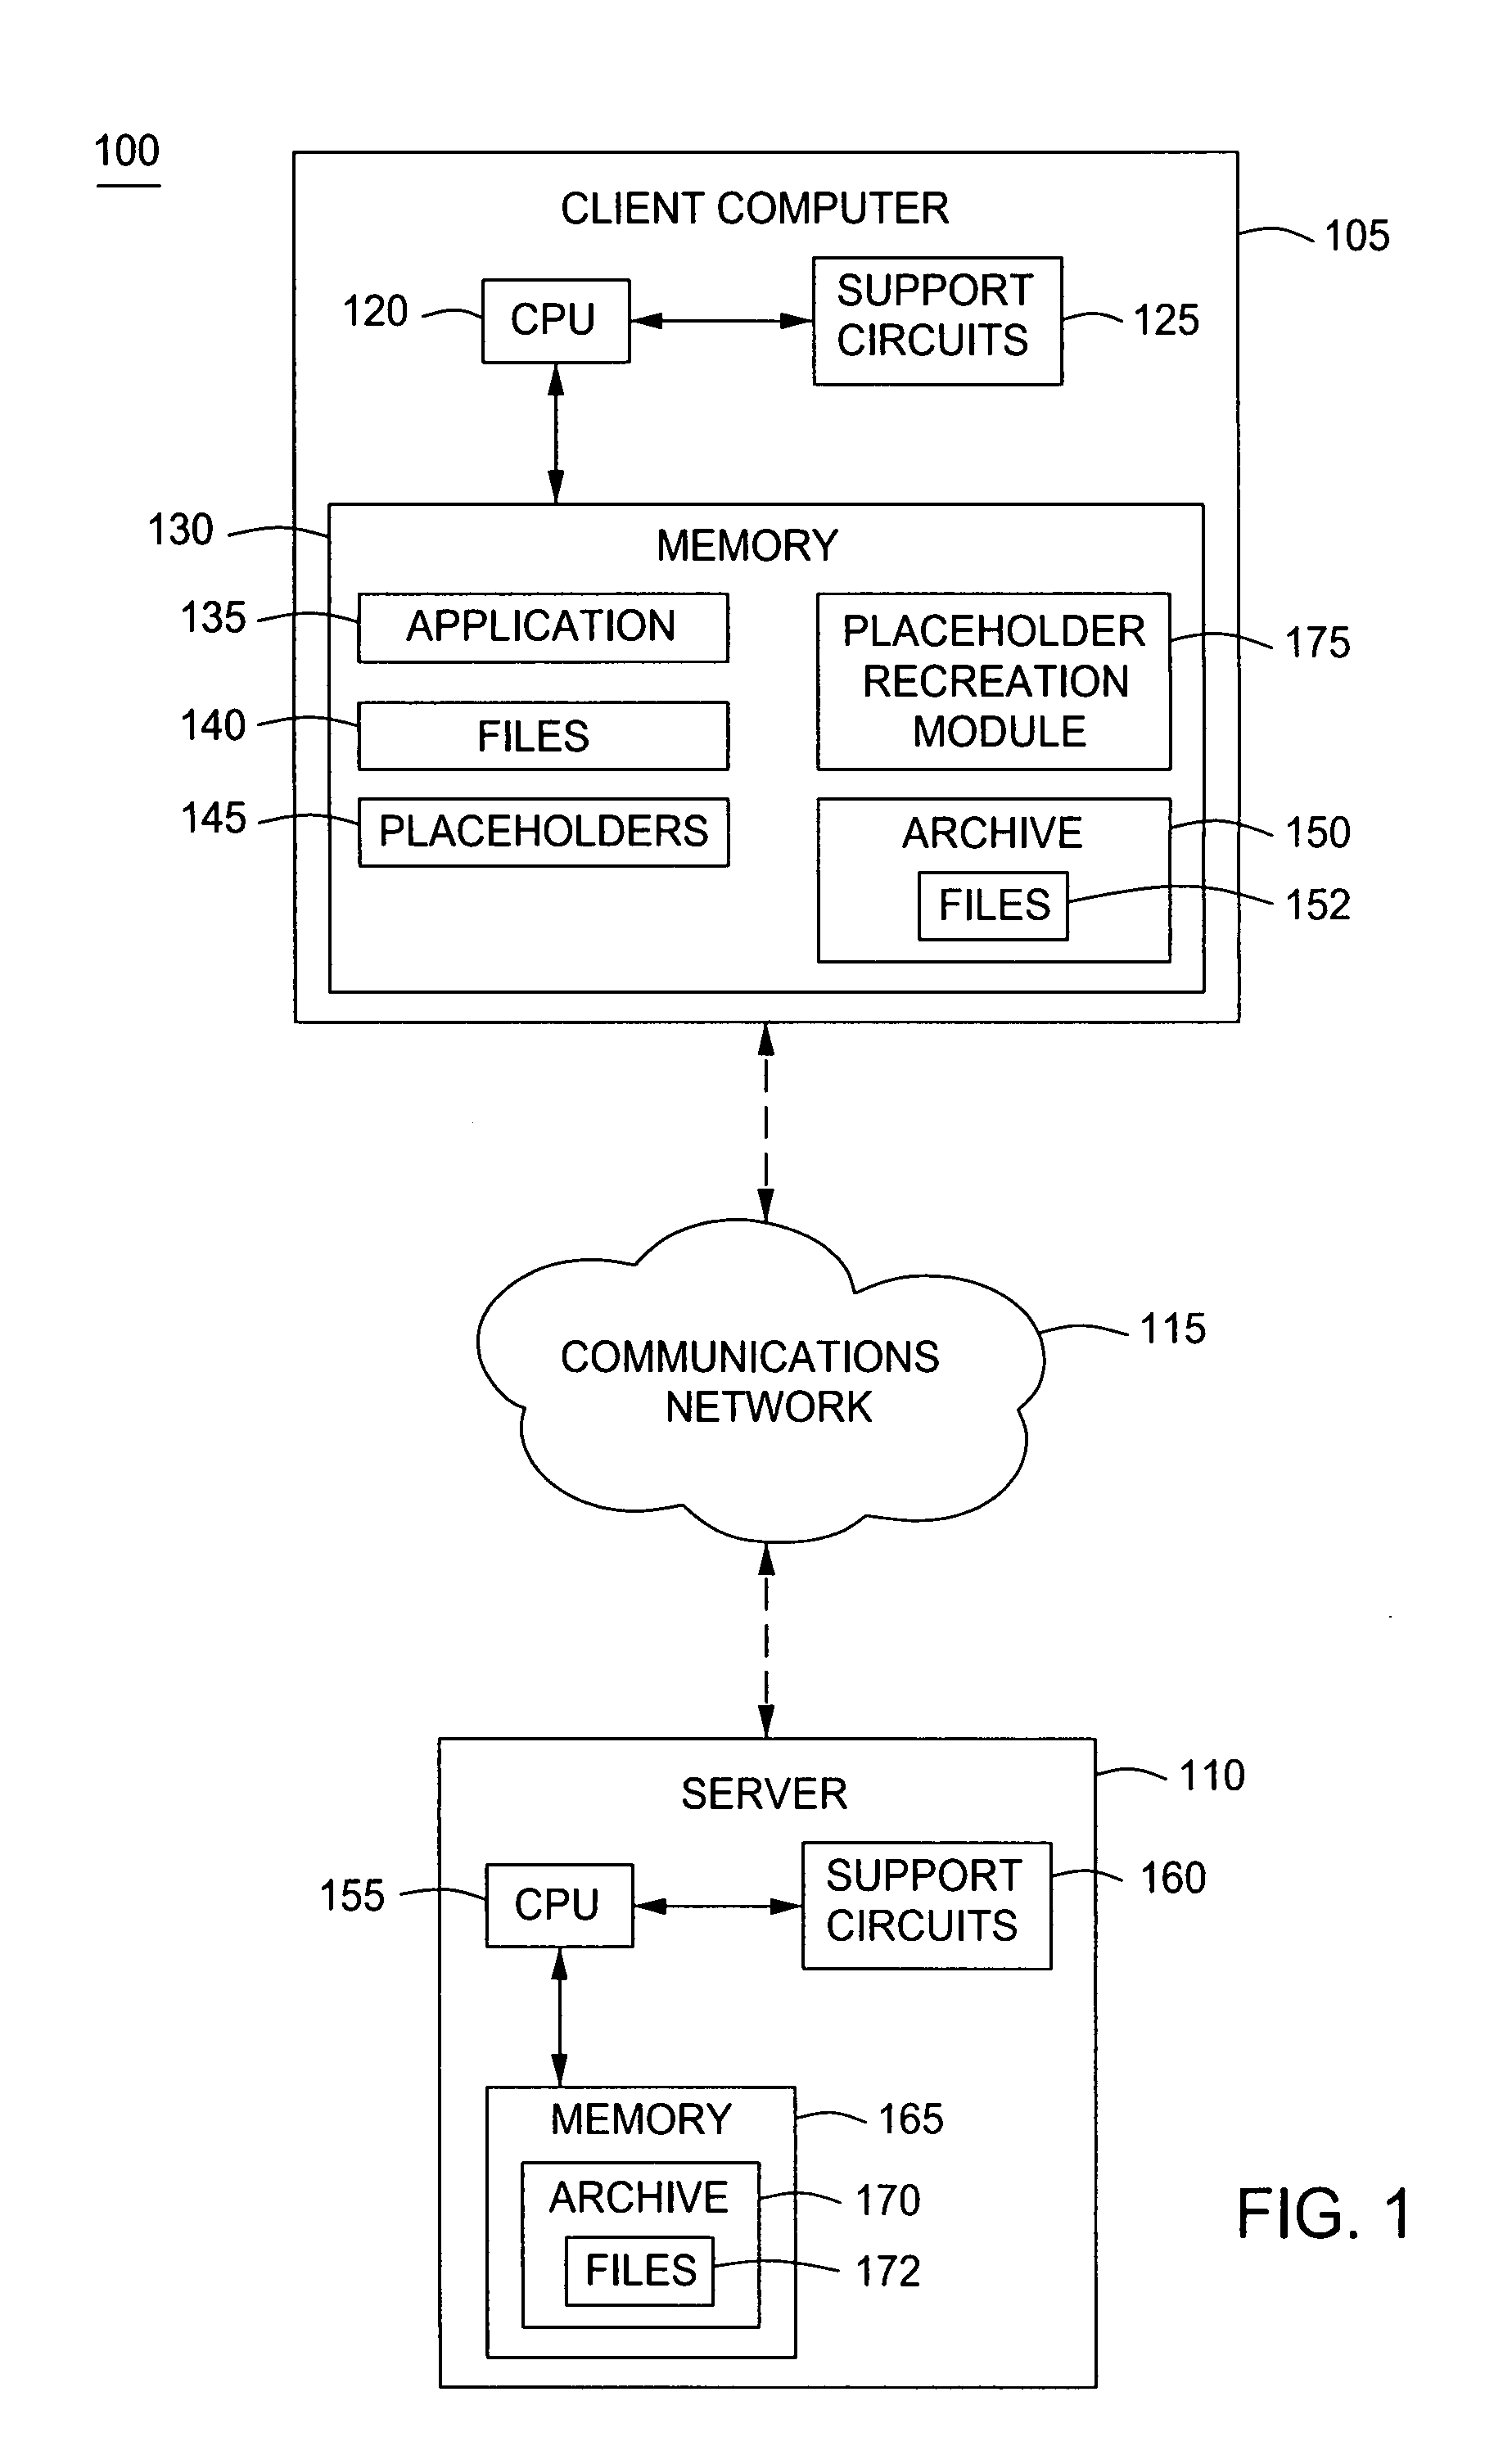 100
CLIENT COMPUTER
105
120
CPU
SUPPORT
CIRCUITS
125
130
MEMORY
135
APPLICATION
PLACEHOLDER
RECREATION
MODULE
175
140
FILES
145
PLACEHOLDERS
ARCHIVE
150
FILES
152
COMMUNICATIONS
NETWORK
115
SERVER
110
155
CPU
SUPPORT
CIRCUITS
160
MEMORY
165
ARCHIVE
170
FILES
172
FIG. 1